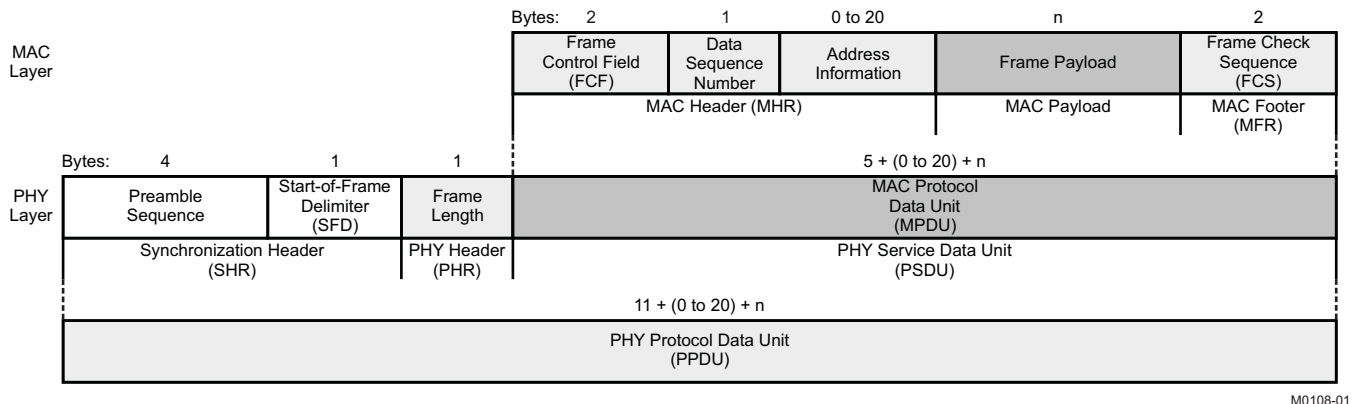 Bytes: 2 1 0 to 20 n 2
MAC
Layer
Frame
Control Field
(FCF)
Data
Sequence
Number
Address
Information
Frame Payload
Frame Check
Sequence
(FCS)
MAC Header (MHR)
MAC Payload
MAC Footer
(MFR)
Bytes: 4 1 1 5 + (0 to 20) + n
PHY
Layer
Preamble
Sequence
Start-of-Frame
Delimiter
(SFD)
Frame
Length
MAC Protocol
Data Unit
(MPDU)
Synchronization Header
(SHR)
PHY Header
(PHR)
PHY Service Data Unit
(PSDU)
11 + (0 to 20) + n
PHY Protocol Data Unit
(PPDU)
M0108-01